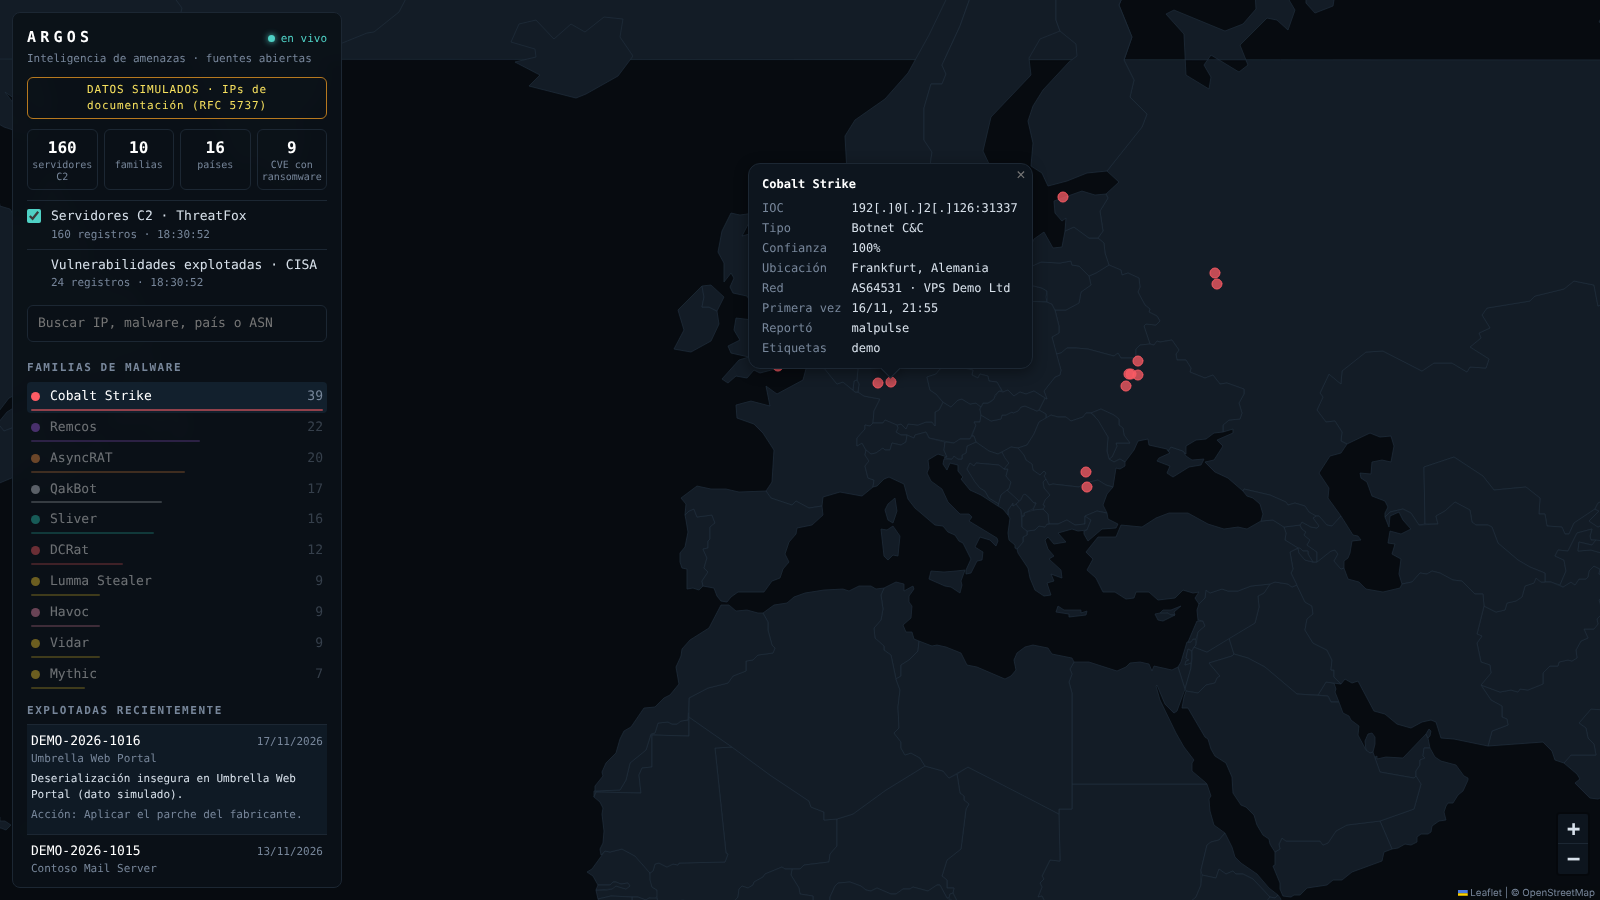 ARGOS
en vivo
Inteligencia de amenazas · fuentes abiertas
DATOS SIMULADOS · IPs de
documentación (RFC 5737)
160
servidores
C2
10
familias
16
países
9
CVE con
ransomware
Servidores C2 · ThreatFox
160 registros · 18:30:52
Vulnerabilidades explotadas · CISA
24 registros · 18:30:52
Buscar IP, malware, país o ASN
FAMILIAS DE MALWARE
Cobalt Strike 39
Remcos 22
AsyncRAT 20
QakBot 17
Sliver 16
DCRat 12
Lumma Stealer 9
Havoc 9
Vidar 9
Mythic 7
EXPLOTADAS RECIENTEMENTE
DEMO-2026-1016 17/11/2026
Umbrella Web Portal
Deserialización insegura en Umbrella Web
Portal (dato simulado).
Acción: Aplicar el parche del fabricante.
DEMO-2026-1015 13/11/2026
Contoso Mail Server
×
Cobalt Strike
IOC 192[.]0[.]2[.]126:31337
Tipo Botnet C&C
Confianza 100%
Ubicación Frankfurt, Alemania
Red AS64531 · VPS Demo Ltd
Primera vez 16/11, 21:55
Reportó malpulse
Etiquetas demo
+
−
Leaflet | © OpenStreetMap